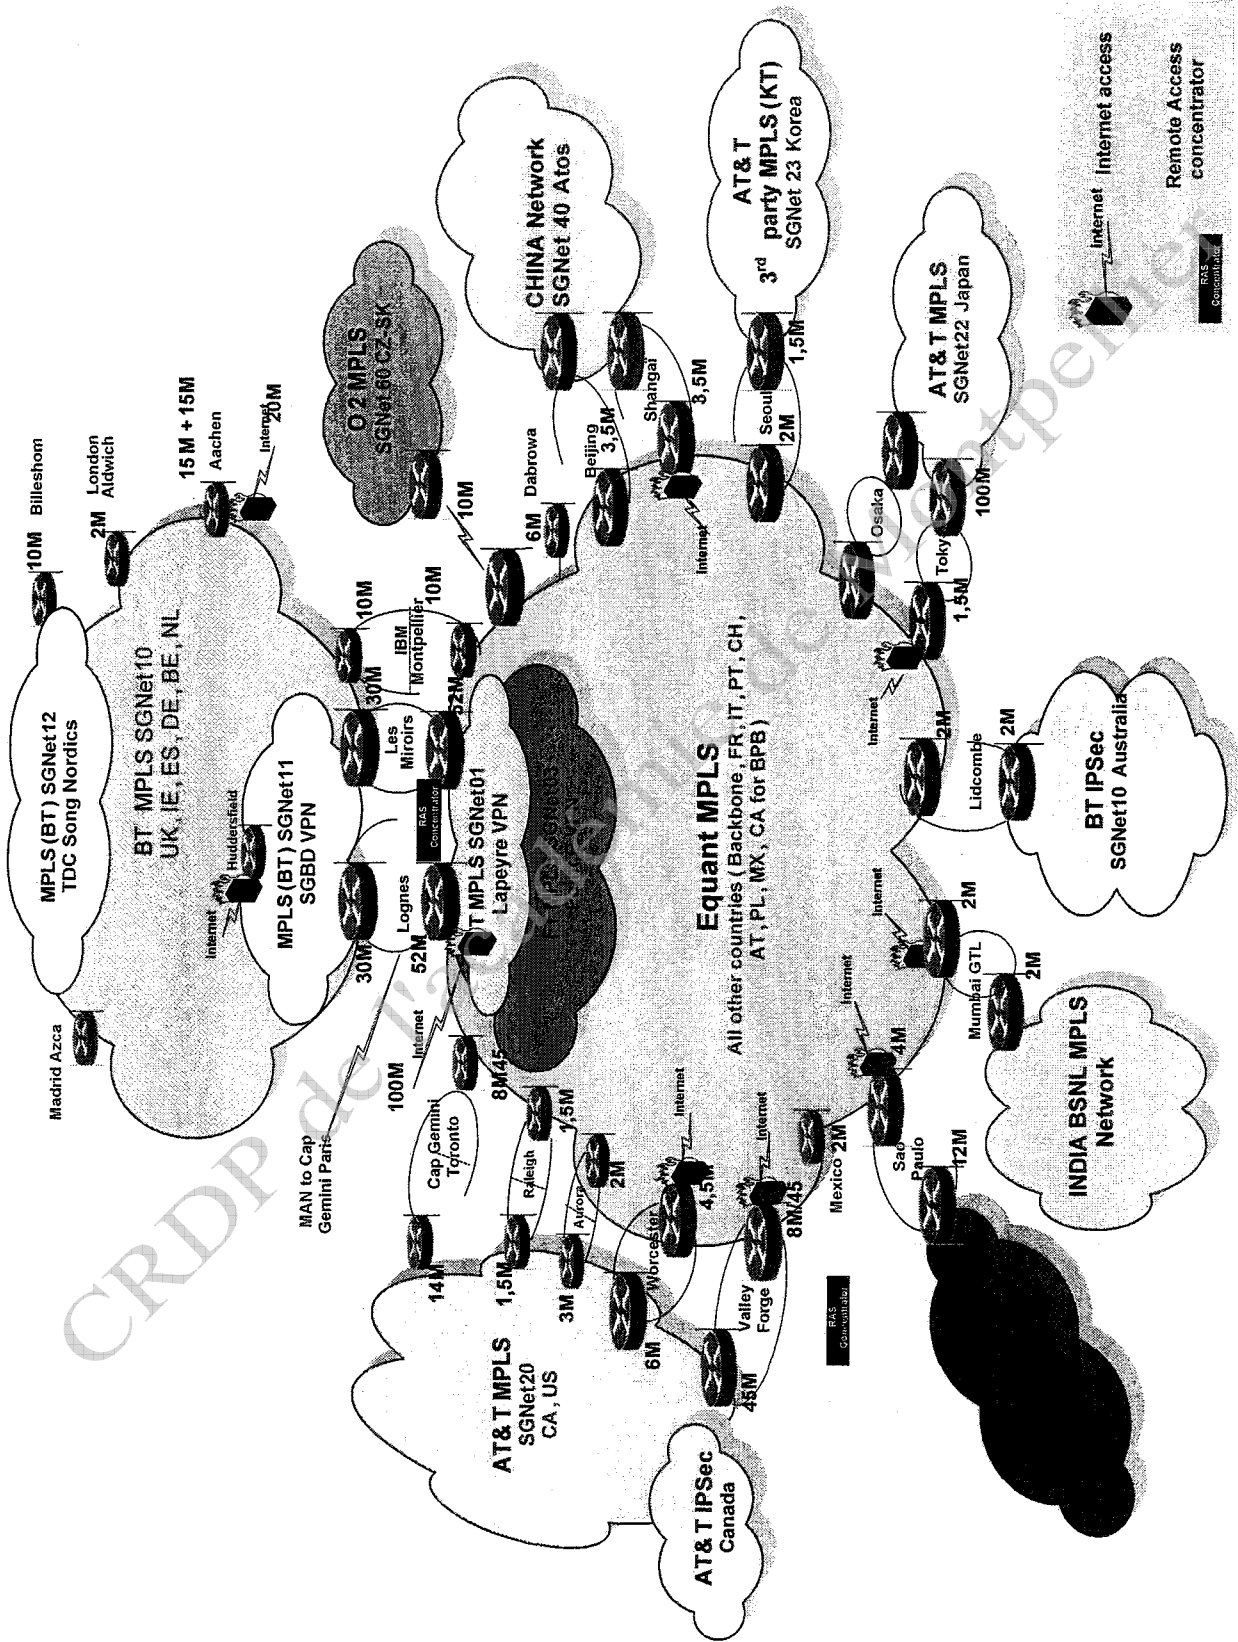 10M Billeshom
London
Aldwich
2M
15 M + 15M
Aachen
Internet
20M
MPLS (BT) SGNet12
TDC Song Nordics
BT MPLS SGNet10
UK, IE, ES, DE, BE, NL
Madrid Azca
Huddersfield
Internet
MPLS (BT) SGNet11
SGBD VPN
30M
Lognes
52M
30M
Les
Miroirs
52M
10M
IBM
Montpellier
10M
RAS
Concentrator
T MPLS SGNet01
Lapeyre VPN
O2 MPLS
SGNet 60 CZ-SK
10M
Dabrowa
6M
CHINA Network
SGNet 40 Atos
Beijing
3,5M
Shangaï
3,5M
Internet
AT&T
3rd party MPLS (KT)
SGNet 23 Korea
Seoul
2M
1,5M
AT&T MPLS
SGNet22 Japan
Osaka
Tokyo
100M
1,5M
Internet
Equant MPLS
All other countries (Backbone, FR, IT, PT, CH,
AT, PL, MX, CA for BPB)
MAN to Cap
Gemini Paris
100M
Internet
8M45
Cap Gemini
Toronto
14M
Raleigh
1,5M
1,5M
Aurora
2M
3M
Worcester
4,5M
6M
Internet
Valley
Forge
8M/45
45M
Internet
AT&T MPLS
SGNet20
CA, US
AT&T IPSec
Canada
RAS
Concentrator
Mexico 2M
Sao
Paulo
4M
12M
Internet
Internet
2M
Mumbai GTL
2M
INDIA BSNL MPLS
Network
2M
Lidcombe
2M
BT IPSec
SGNet10 Australia
Internet
Internet access
RAS
Concentrator
Remote Access
concentrator
CRDP de l'académie de Montpellier